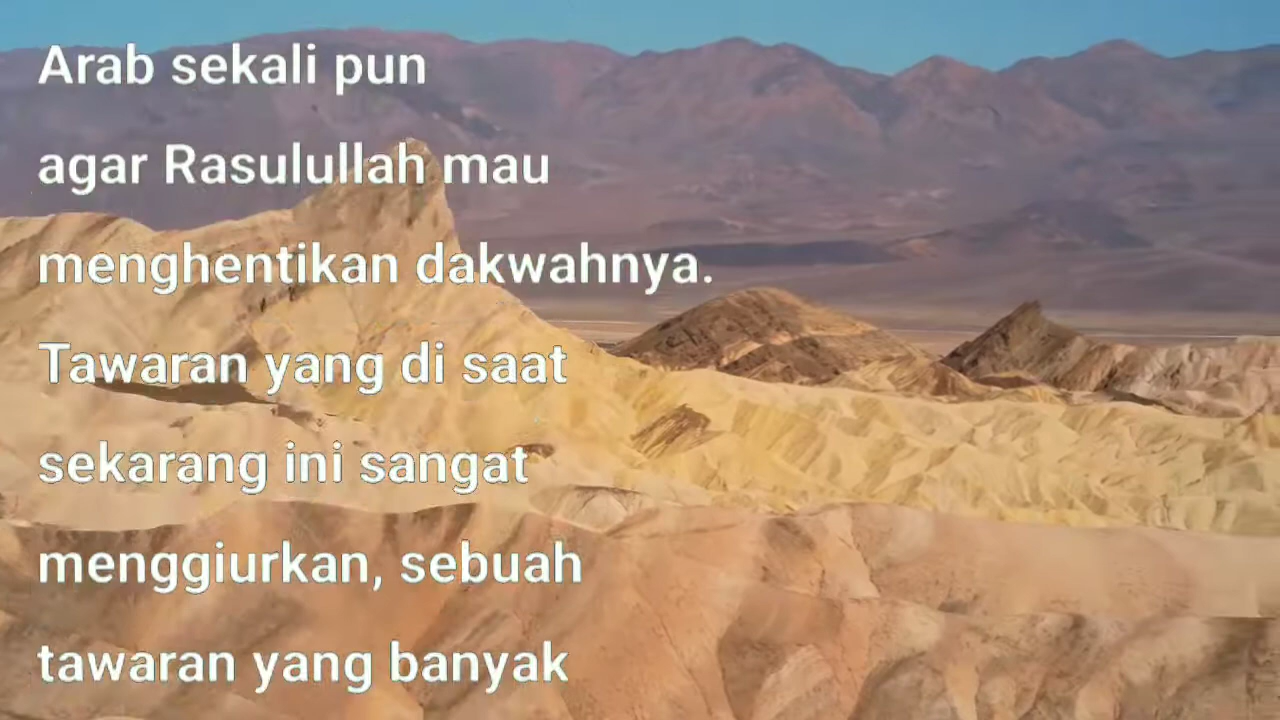 Arab sekali pun
agar Rasulullah mau
menghentikan dakwahnya.
Tawaran yang di saat
sekarang ini sangat
menggiurkan, sebuah
tawaran yang banyak